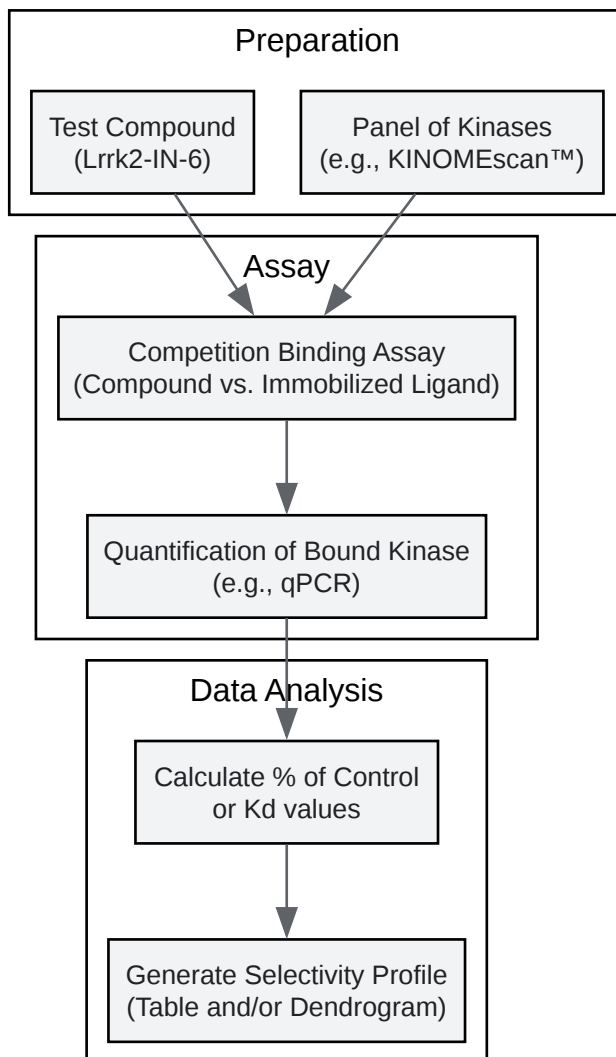 Preparation
Test Compound
(Lrrk2-IN-6)
Panel of Kinases
(e.g., KINOMEscan™)
Assay
Competition Binding Assay
(Compound vs. Immobilized Ligand)
Quantification of Bound Kinase
(e.g., qPCR)
Data Analysis
Calculate % of Control
or Kd values
Generate Selectivity Profile
(Table and/or Dendrogram)